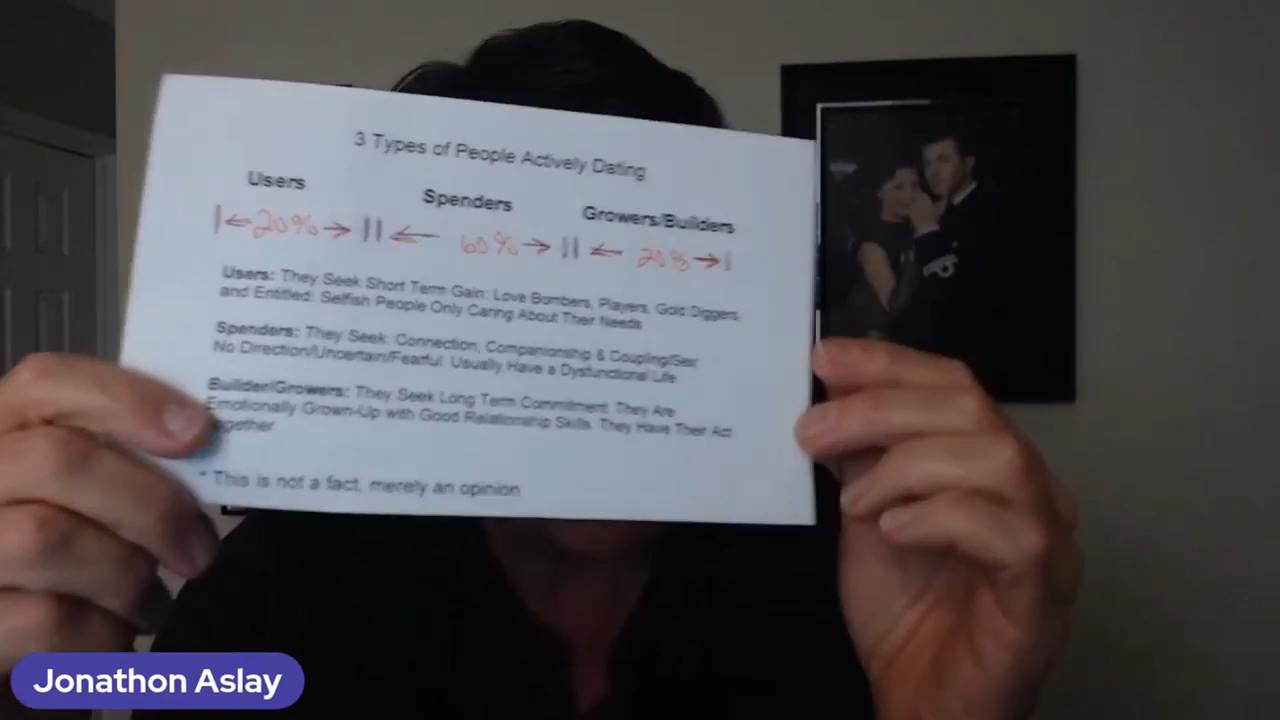 3 Types of People Actively Dating
Users Spenders Growers/Builders
|← 20% →| |← 60% →| |← 20% →|
Users: They Seek Short Term Gain: Love Bombers, Players, Gold Diggers
and Entitled. Selfish People Only Caring About Their Needs
Spenders: They Seek: Connection, Companionship & Coupling/Sex
No Direction/Uncertain/Fearful. Usually Have a Dysfunctional Life
Builder/Growers: They Seek Long Term Commitment. They Are
Emotionally Grown-Up with Good Relationship Skills. They Have Their Act
* This is not a fact, merely an opinion
Jonathon Aslay